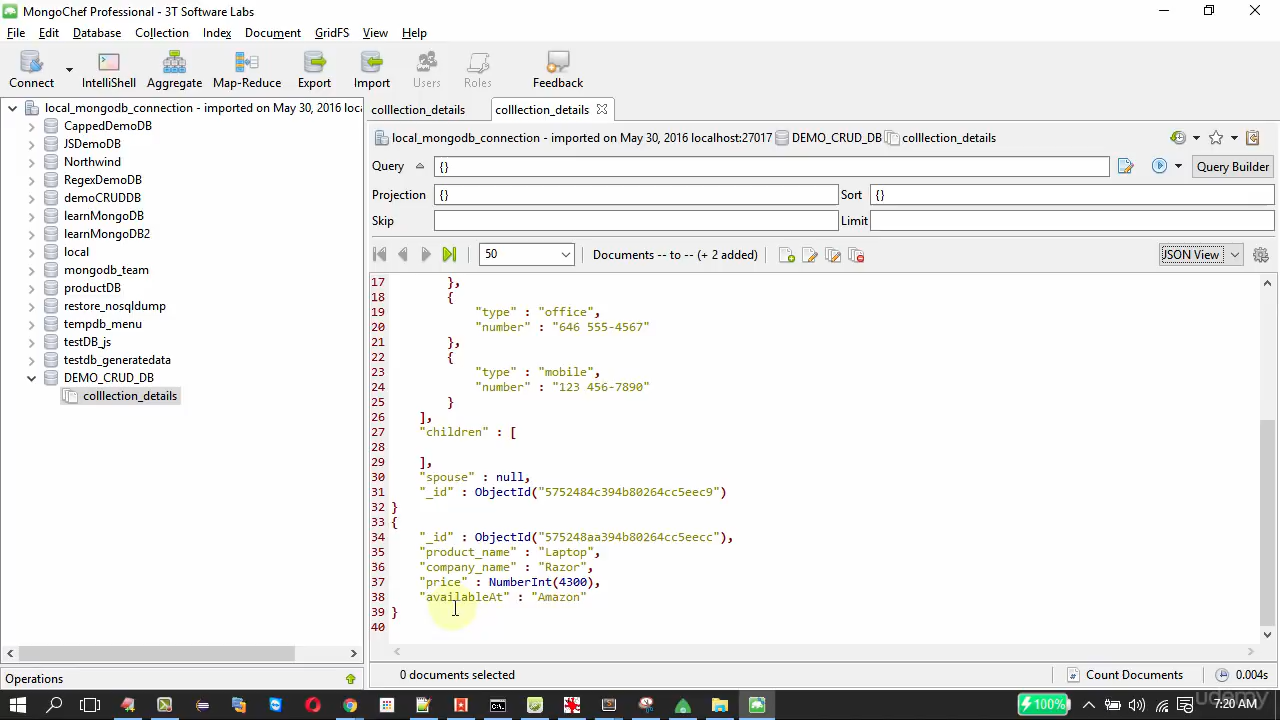 MongoChef Professional - 3T Software Labs
File Edit Database Collection Index Document GridFS View Help
Connect IntelliShell Aggregate Map-Reduce Export Import Users Roles Feedback
local_mongodb_connection - imported on May 30, 2016 loc
CappedDemoDB
JSDemoDB
Northwind
RegexDemoDB
demoCRUDDB
learnMongoDB
learnMongoDB2
local
mongodb_team
productDB
restore_nosqldump
tempdb_menu
testDB_js
testdb_generatedata
DEMO_CRUD_DB
colllection_details
Operations
colllection_details colllection_details
local_mongodb_connection - imported on May 30, 2016 localhost:27017 DEMO_CRUD_DB colllection_details
Query {} Query Builder
Projection {} Sort {}
Skip Limit
50 Documents -- to -- (+ 2 added) JSON View
17 },
18 {
19 "type" : "office",
20 "number" : "646 555-4567"
21 },
22 {
23 "type" : "mobile",
24 "number" : "123 456-7890"
25 }
26 ],
27 "children" : [
28
29 ],
30 "spouse" : null,
31 "_id" : ObjectId("5752484c394b80264cc5eec9")
32 }
33 {
34 "_id" : ObjectId("575248aa394b80264cc5eecc"),
35 "product_name" : "Laptop",
36 "company_name" : "Razor",
37 "price" : NumberInt(4300),
38 "availableAt" : "Amazon"
39 }
40
0 documents selected Count Documents 0.004s
100% 7:20 AM
udemy